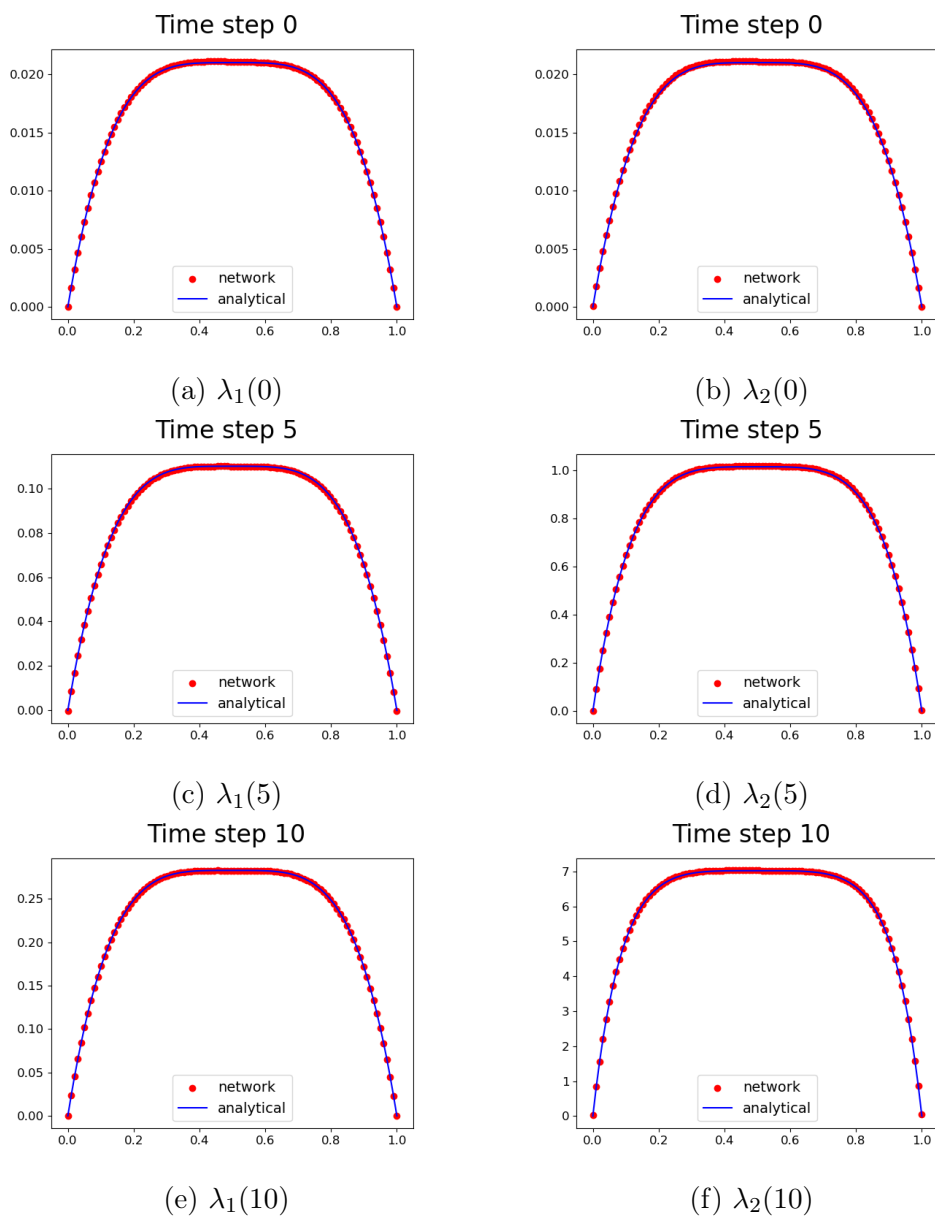 Time step 0
0.020
0.015
0.010
0.005
0.000
network
analytical
0.0 0.2 0.4 0.6 0.8 1.0
(a) λ₁(0)
Time step 0
0.020
0.015
0.010
0.005
0.000
network
analytical
0.0 0.2 0.4 0.6 0.8 1.0
(b) λ₂(0)
Time step 5
0.10
0.08
0.06
0.04
0.02
0.00
network
analytical
0.0 0.2 0.4 0.6 0.8 1.0
(c) λ₁(5)
Time step 5
1.0
0.8
0.6
0.4
0.2
0.0
network
analytical
0.0 0.2 0.4 0.6 0.8 1.0
(d) λ₂(5)
Time step 10
0.25
0.20
0.15
0.10
0.05
0.00
network
analytical
0.0 0.2 0.4 0.6 0.8 1.0
(e) λ₁(10)
Time step 10
7
6
5
4
3
2
1
0
network
analytical
0.0 0.2 0.4 0.6 0.8 1.0
(f) λ₂(10)